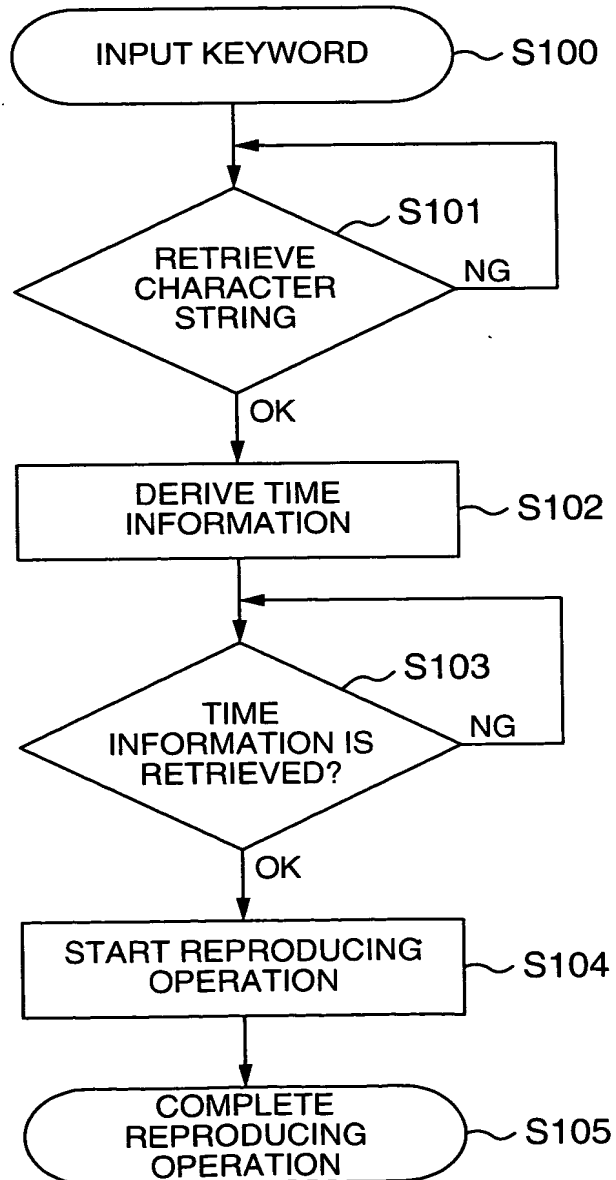 INPUT KEYWORD
S100
S101
RETRIEVE
CHARACTER
STRING
NG
OK
DERIVE TIME
INFORMATION
S102
S103
TIME
INFORMATION IS
RETRIEVED?
NG
OK
START REPRODUCING
OPERATION
S104
COMPLETE
REPRODUCING
OPERATION
S105